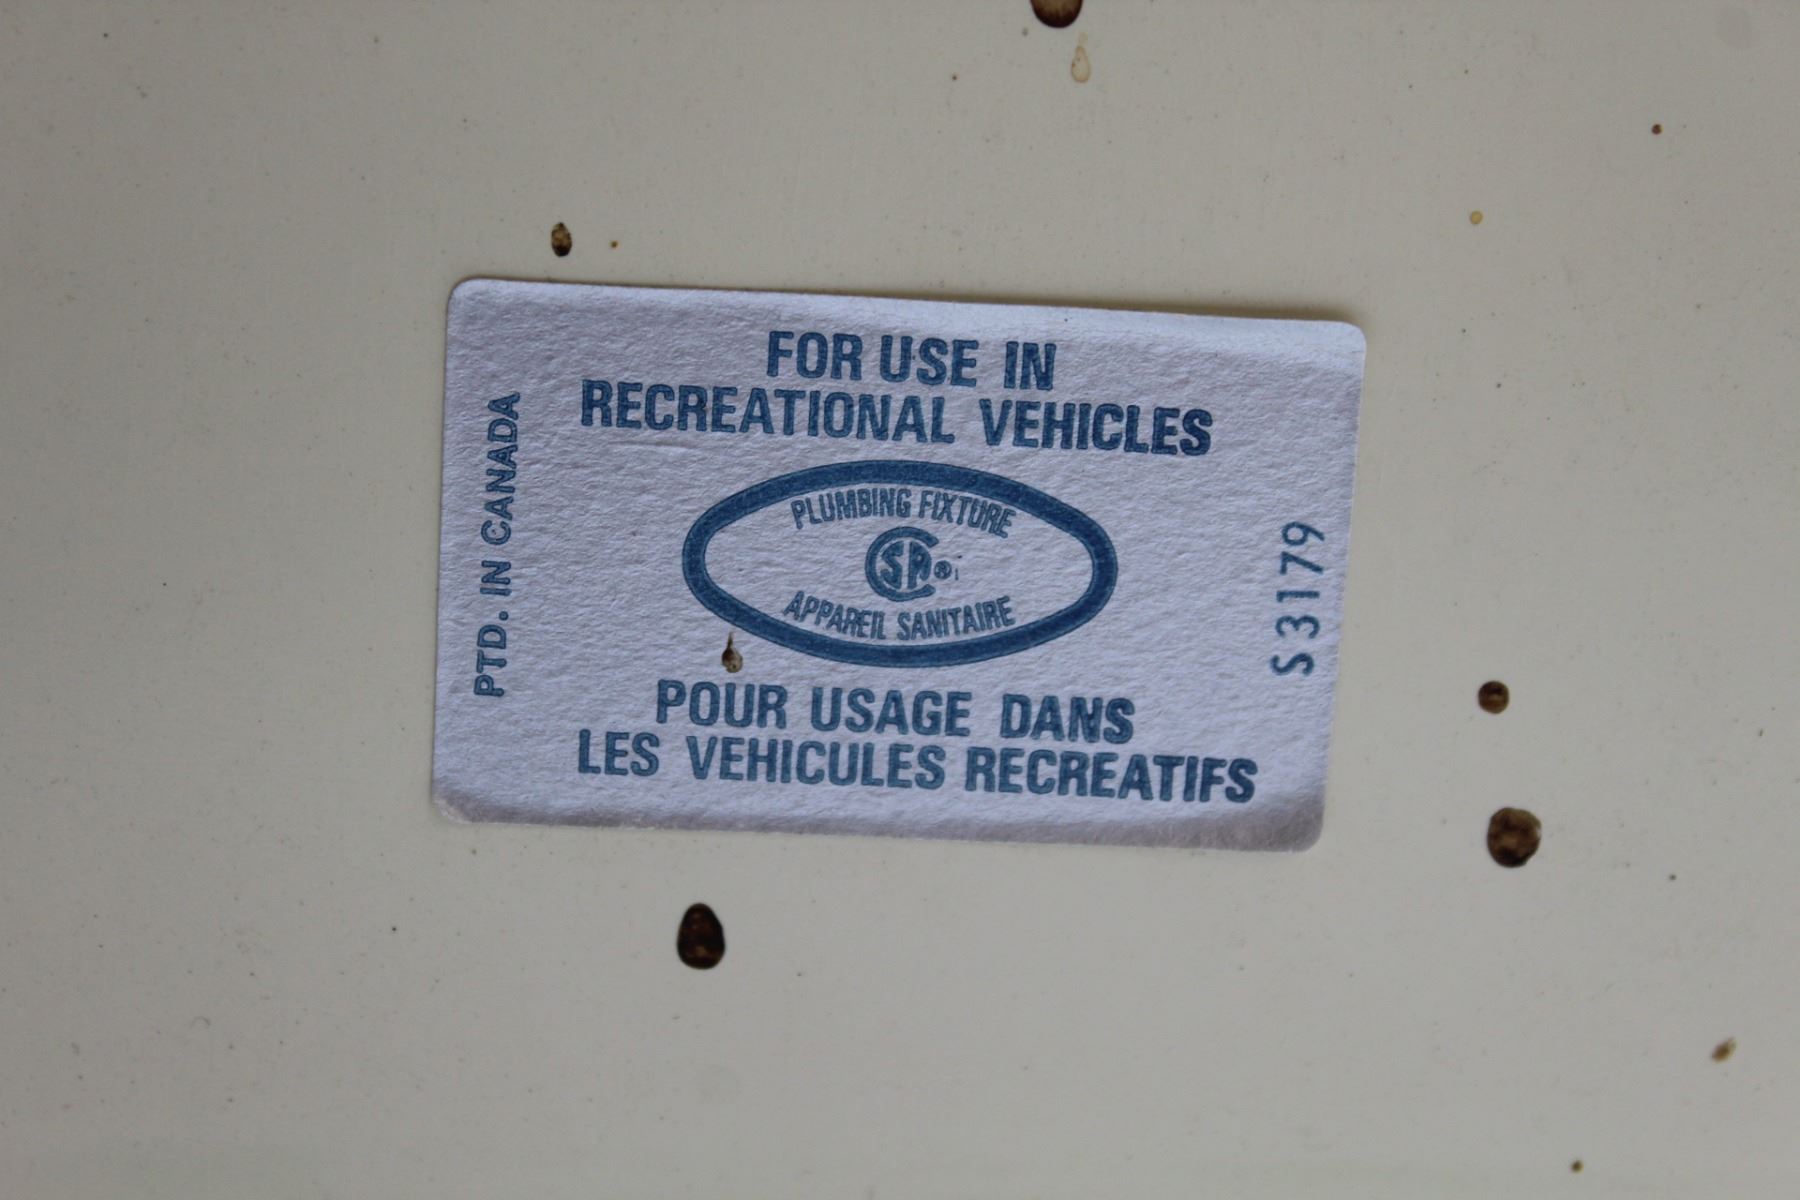 FOR USE IN
RECREATIONAL VEHICLES
PTD. IN CANADA
PLUMBING FIXTURE
CSA®
APPAREIL SANITAIRE
S 3179
POUR USAGE DANS
LES VEHICULES RECREATIFS